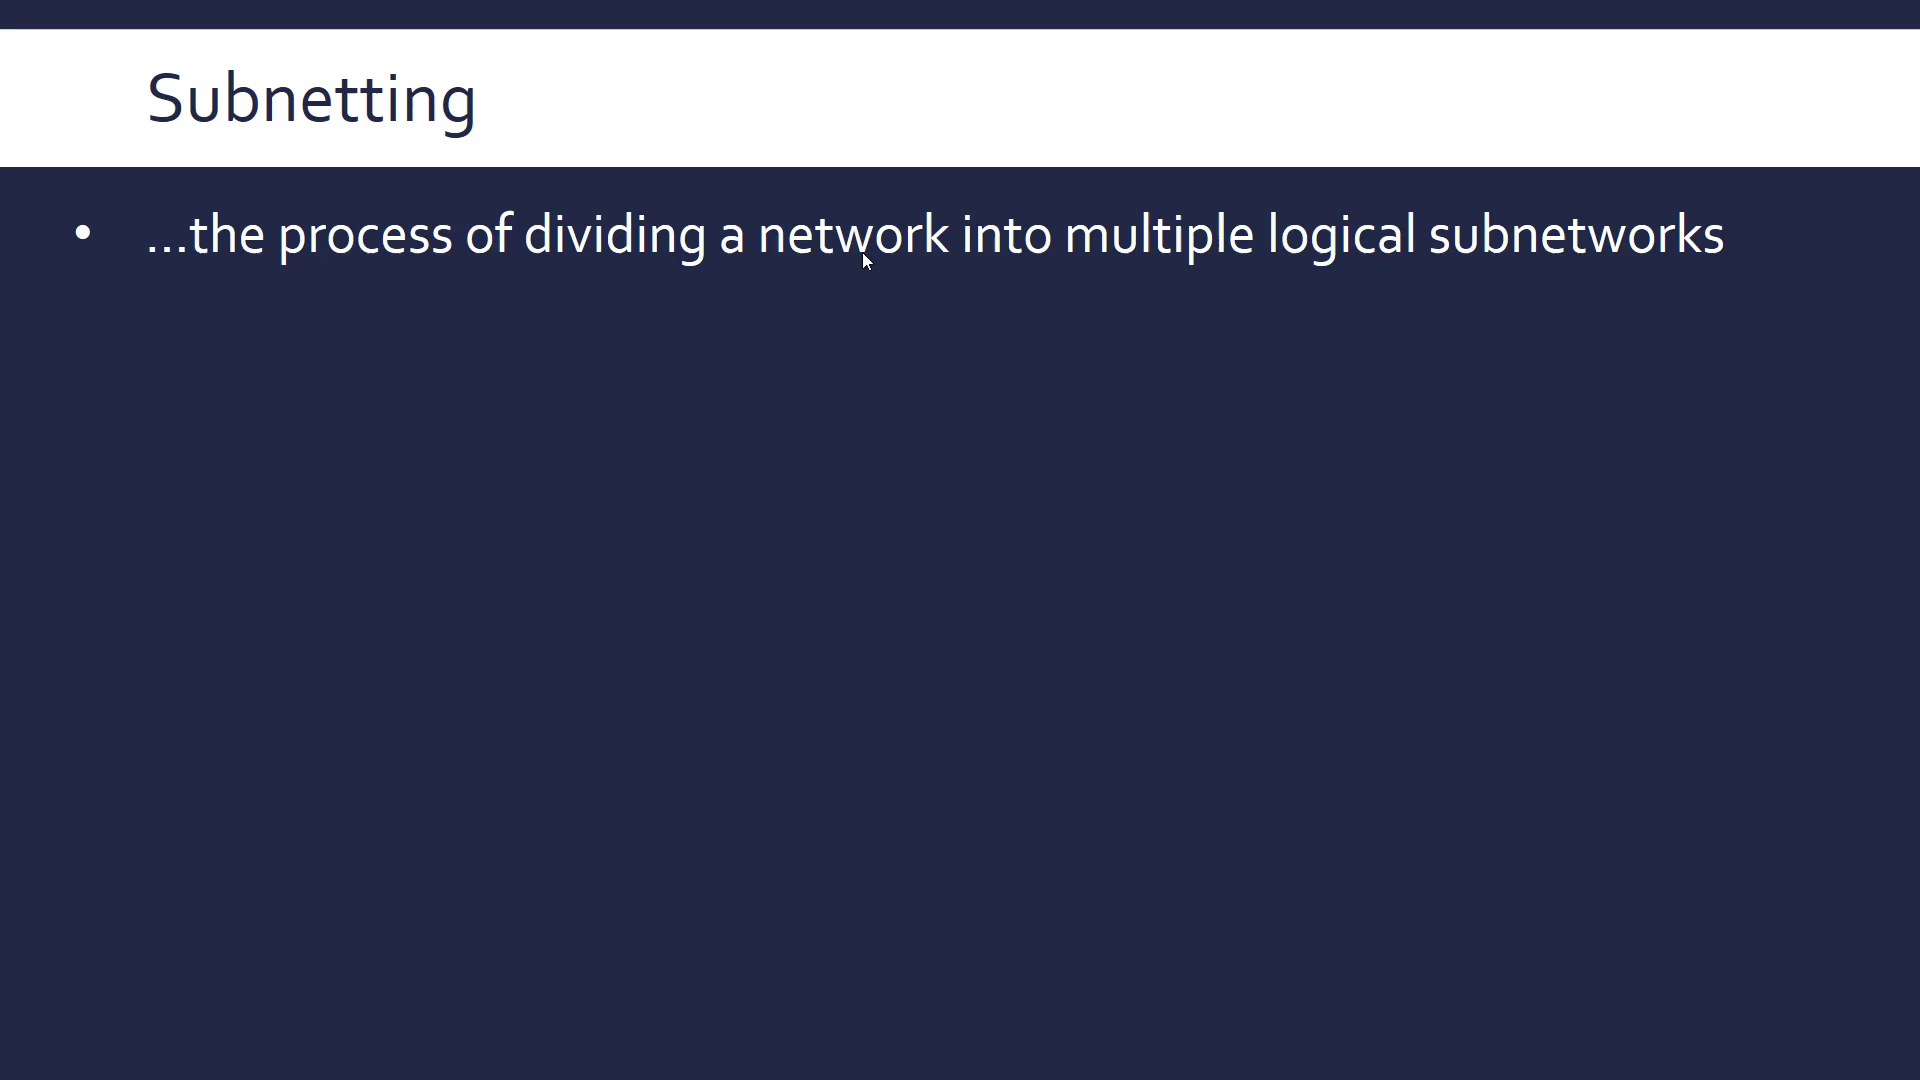 Subnetting
• ...the process of dividing a network into multiple logical subnetworks